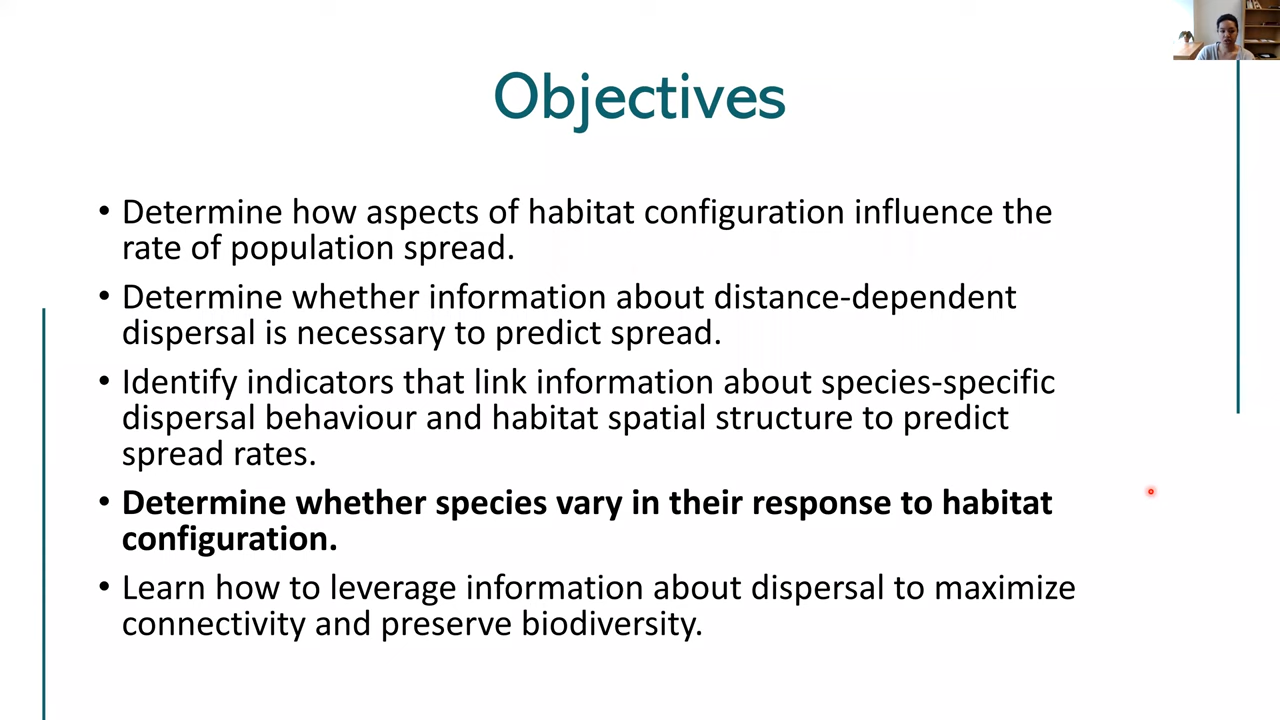 Objectives
• Determine how aspects of habitat configuration influence the
rate of population spread.
• Determine whether information about distance-dependent
dispersal is necessary to predict spread.
• Identify indicators that link information about species-specific
dispersal behaviour and habitat spatial structure to predict
spread rates.
• Determine whether species vary in their response to habitat
configuration.
• Learn how to leverage information about dispersal to maximize
connectivity and preserve biodiversity.